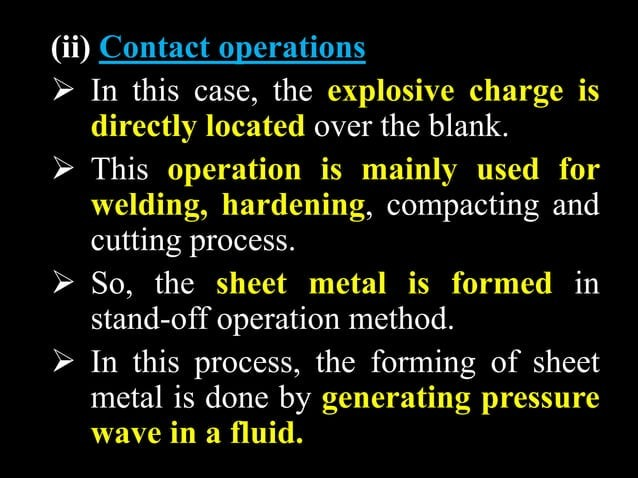 (ii) Contact operations
➢ In this case, the explosive charge is
directly located over the blank.
➢ This operation is mainly used for
welding, hardening, compacting and
cutting process.
➢ So, the sheet metal is formed in
stand-off operation method.
➢ In this process, the forming of sheet
metal is done by generating pressure
wave in a fluid.